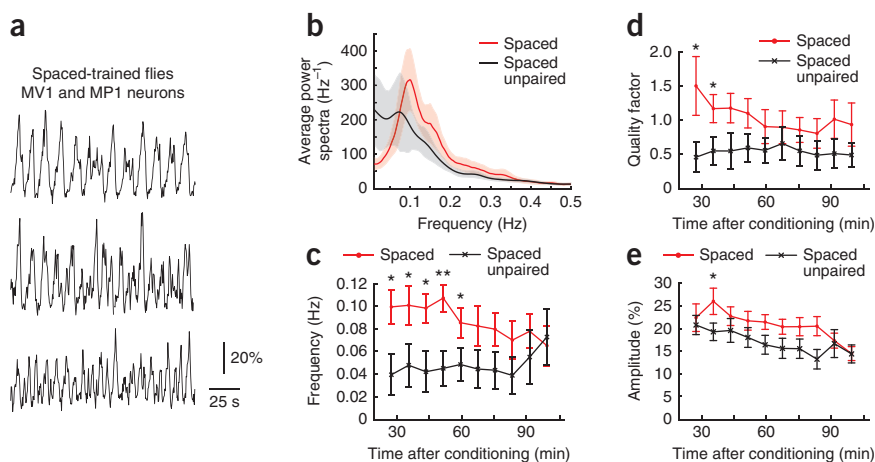 a
Spaced-trained flies
MV1 and MP1 neurons
20%
25 s
b
Average power
spectra (Hz⁻¹)
400
300
200
100
0
0.1
0.2
0.3
0.4
0.5
Frequency (Hz)
Spaced
Spaced
unpaired
c
Spaced
Spaced
unpaired
Frequency (Hz)
0.12
0.10
0.08
0.06
0.04
0.02
0
* * * ** *
30
60
90
Time after conditioning (min)
d
Quality factor
2.0
1.5
1.0
0.5
0
* *
Spaced
Spaced
unpaired
30
60
90
Time after conditioning (min)
e
Spaced
Spaced
unpaired
Amplitude (%)
30
25
20
15
10
5
0
*
30
60
90
Time after conditioning (min)